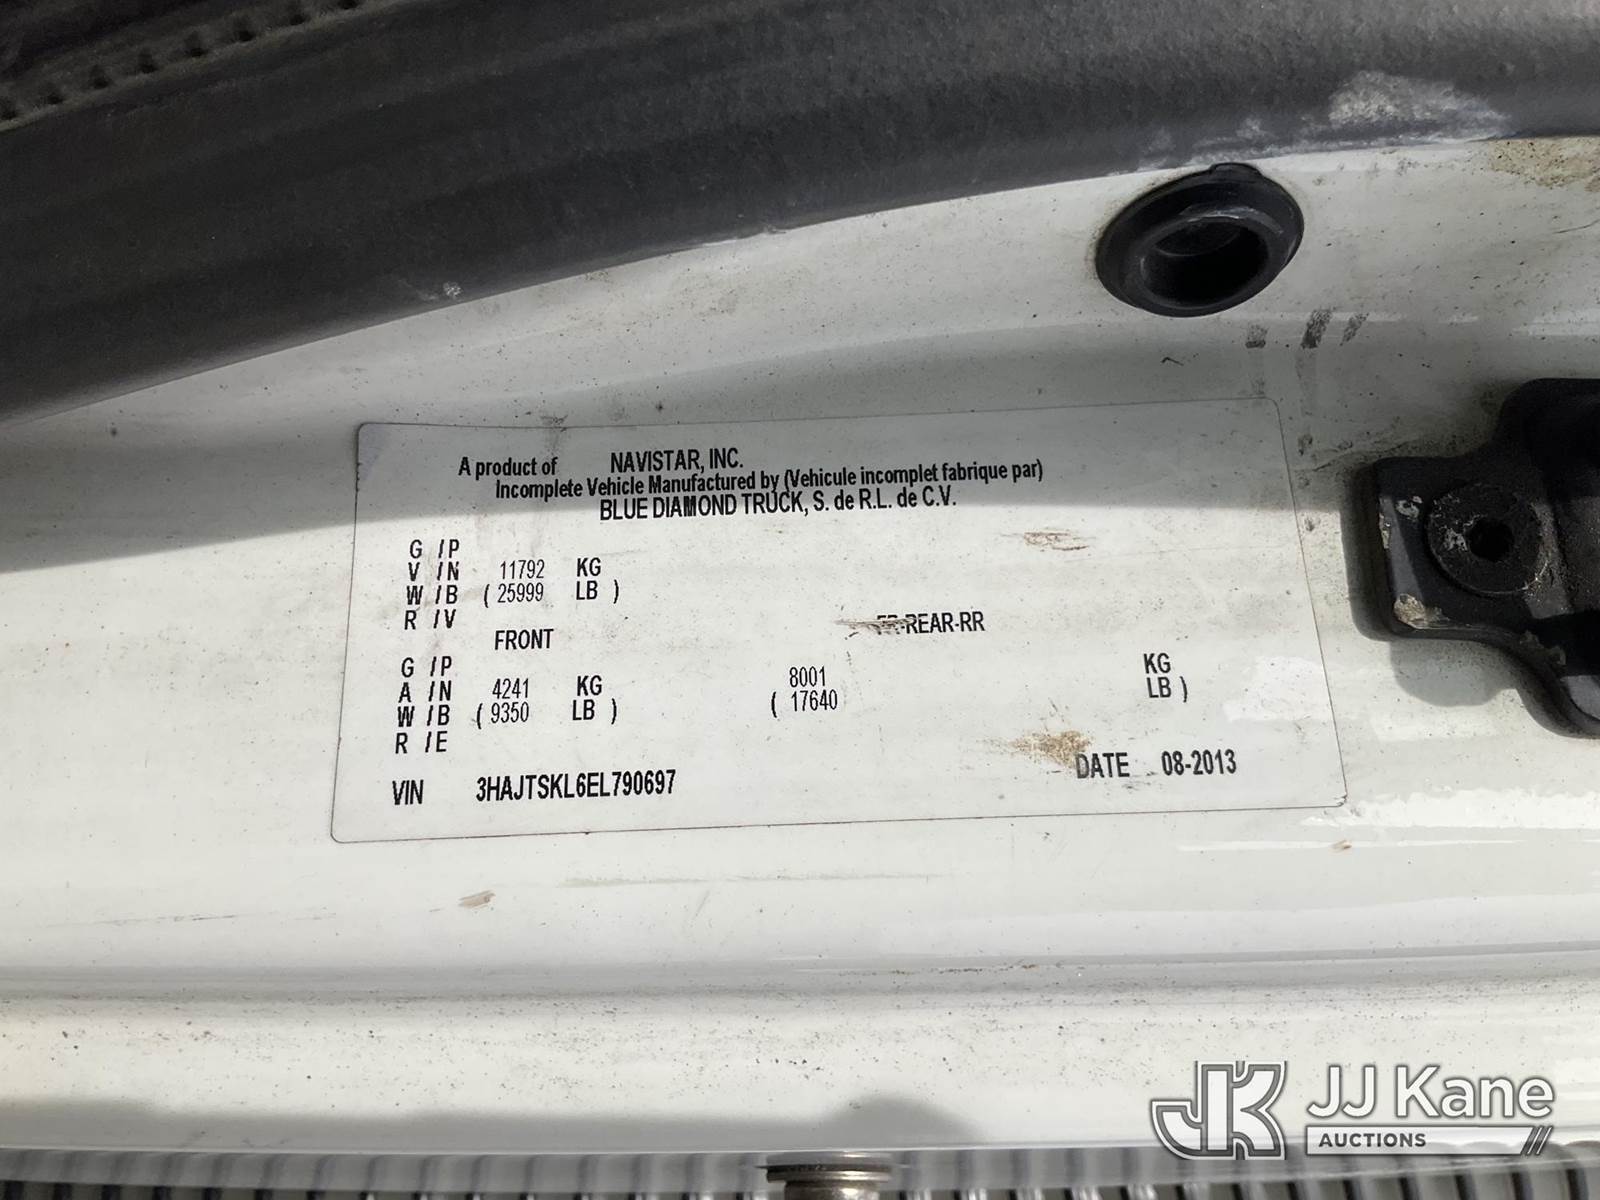 A product of NAVISTAR, INC.
Incomplete Vehicle Manufactured by (Vehicule incomplet fabrique par)
BLUE DIAMOND TRUCK, S. de R.L. de C.V.
G / P
V / N 11792 KG
W / B ( 25999 LB )
R / V
FRONT REAR-RR
G / P
A / N 4241 KG 8001 KG
W / B ( 9350 LB ) ( 17640 LB )
R / E
VIN 3HAJTSKL6EL790697 DATE 08-2013
JK JJ Kane
AUCTIONS